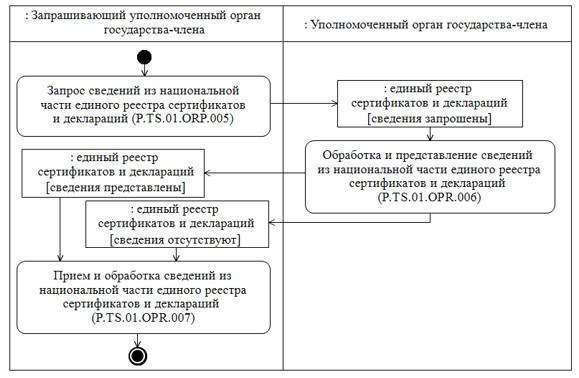 : Запрашивающий уполномоченный орган
государства-члена
: Уполномоченный орган государства-члена
Запрос сведений из национальной
части единого реестра сертификатов
и деклараций (P.TS.01.ORP.005)
: единый реестр
сертификатов и деклараций
[сведения запрошены]
Обработка и представление сведений
из национальной части единого реестра
сертификатов и деклараций
(P.TS.01.OPR.006)
: единый реестр
сертификатов и деклараций
[сведения представлены]
: единый реестр
сертификатов и деклараций
[сведения отсутствуют]
Прием и обработка сведений из
национальной части единого реестра
сертификатов и деклараций
(P.TS.01.OPR.007)